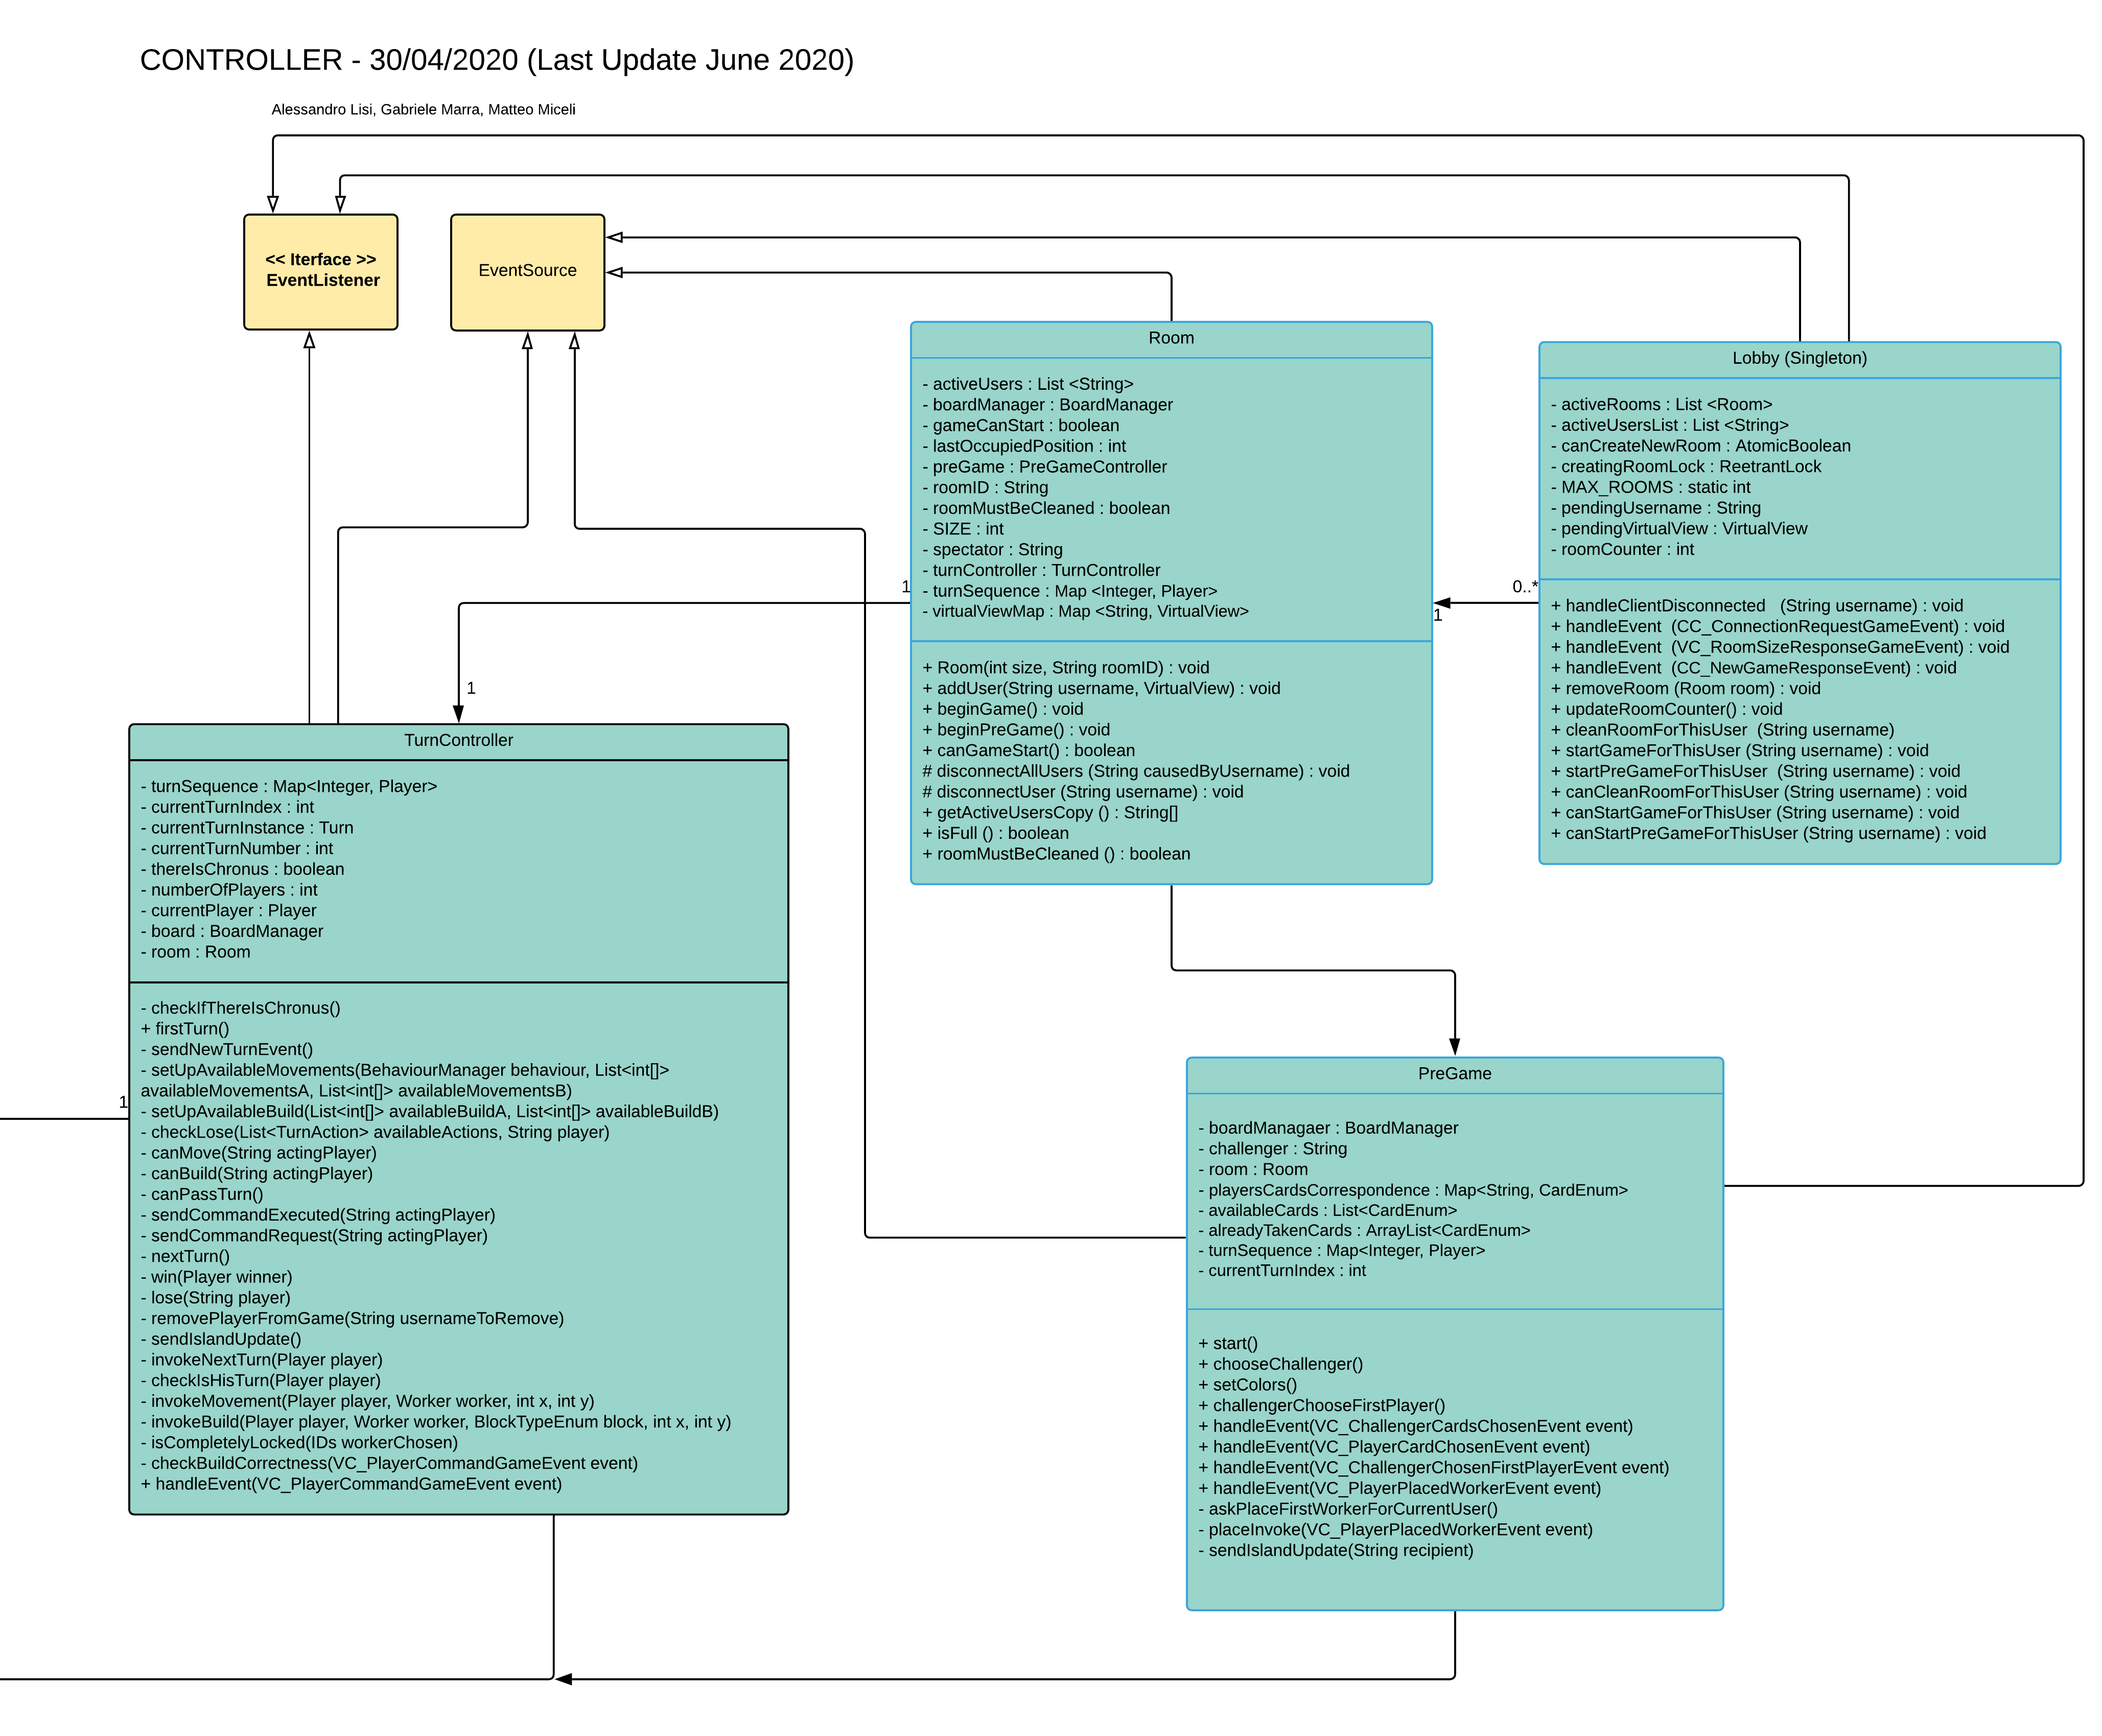 CONTROLLER - 30/04/2020 (Last Update June 2020)
Alessandro Lisi, Gabriele Marra, Matteo Miceli
<< Iterface >>
EventListener
EventSource
Room
- activeUsers : List <String>
- boardManager : BoardManager
- gameCanStart : boolean
- lastOccupiedPosition : int
- preGame : PreGameController
- roomID : String
- roomMustBeCleaned : boolean
- SIZE : int
- spectator : String
- turnController : TurnController
- turnSequence : Map <Integer, Player>
- virtualViewMap : Map <String, VirtualView>
+ Room(int size, String roomID) : void
+ addUser(String username, VirtualView) : void
+ beginGame() : void
+ beginPreGame() : void
+ canGameStart() : boolean
# disconnectAllUsers (String causedByUsername) : void
# disconnectUser (String username) : void
+ getActiveUsersCopy () : String[]
+ isFull () : boolean
+ roomMustBeCleaned () : boolean
Lobby (Singleton)
- activeRooms : List <Room>
- activeUsersList : List <String>
- canCreateNewRoom : AtomicBoolean
- creatingRoomLock : ReetrantLock
- MAX_ROOMS : static int
- pendingUsername : String
- pendingVirtualView : VirtualView
- roomCounter : int
+ handleClientDisconnected (String username) : void
+ handleEvent (CC_ConnectionRequestGameEvent) : void
+ handleEvent (VC_RoomSizeResponseGameEvent) : void
+ handleEvent (CC_NewGameResponseEvent) : void
+ removeRoom (Room room) : void
+ updateRoomCounter() : void
+ cleanRoomForThisUser (String username)
+ startGameForThisUser (String username) : void
+ startPreGameForThisUser (String username) : void
+ canCleanRoomForThisUser (String username) : void
+ canStartGameForThisUser (String username) : void
+ canStartPreGameForThisUser (String username) : void
1
0..*
1
1
TurnController
- turnSequence : Map<Integer, Player>
- currentTurnIndex : int
- currentTurnInstance : Turn
- currentTurnNumber : int
- thereIsChronus : boolean
- numberOfPlayers : int
- currentPlayer : Player
- board : BoardManager
- room : Room
- checkIfThereIsChronus()
+ firstTurn()
- sendNewTurnEvent()
- setUpAvailableMovements(BehaviourManager behaviour, List<int[]>
availableMovementsA, List<int[]> availableMovementsB)
- setUpAvailableBuild(List<int[]> availableBuildA, List<int[]> availableBuildB)
- checkLose(List<TurnAction> availableActions, String player)
- canMove(String actingPlayer)
- canBuild(String actingPlayer)
- canPassTurn()
- sendCommandExecuted(String actingPlayer)
- sendCommandRequest(String actingPlayer)
- nextTurn()
- win(Player winner)
- lose(String player)
- removePlayerFromGame(String usernameToRemove)
- sendIslandUpdate()
- invokeNextTurn(Player player)
- checkIsHisTurn(Player player)
- invokeMovement(Player player, Worker worker, int x, int y)
- invokeBuild(Player player, Worker worker, BlockTypeEnum block, int x, int y)
- isCompletelyLocked(IDs workerChosen)
- checkBuildCorrectness(VC_PlayerCommandGameEvent event)
+ handleEvent(VC_PlayerCommandGameEvent event)
1
PreGame
- boardManagaer : BoardManager
- challenger : String
- room : Room
- playersCardsCorrespondence : Map<String, CardEnum>
- availableCards : List<CardEnum>
- alreadyTakenCards : ArrayList<CardEnum>
- turnSequence : Map<Integer, Player>
- currentTurnIndex : int
+ start()
+ chooseChallenger()
+ setColors()
+ challengerChooseFirstPlayer()
+ handleEvent(VC_ChallengerCardsChosenEvent event)
+ handleEvent(VC_PlayerCardChosenEvent event)
+ handleEvent(VC_ChallengerChosenFirstPlayerEvent event)
+ handleEvent(VC_PlayerPlacedWorkerEvent event)
- askPlaceFirstWorkerForCurrentUser()
- placeInvoke(VC_PlayerPlacedWorkerEvent event)
- sendIslandUpdate(String recipient)